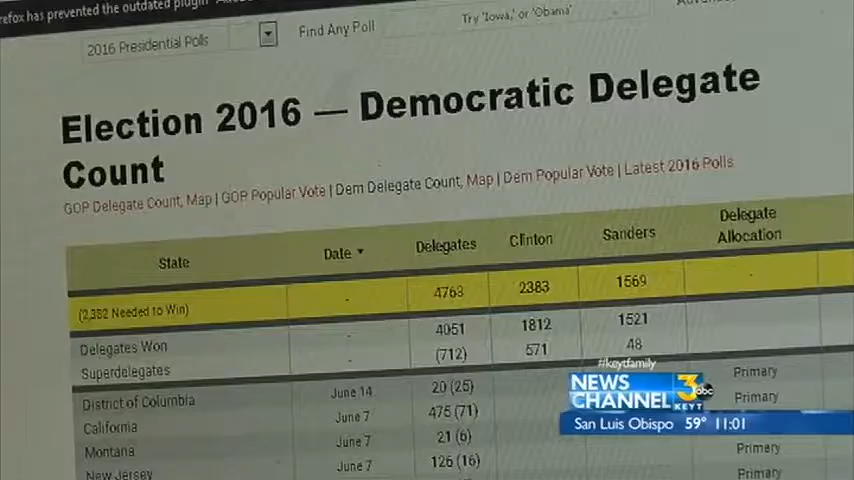 refox has prevented the outdated plugin
2016 Presidential Polls
Find Any Poll
Try 'Iowa,' or 'Obama'
Election 2016 — Democratic Delegate
Count
GOP Delegate Count, Map | GOP Popular Vote | Dem Delegate Count, Map | Dem Popular Vote | Latest 2016 Polls
State Date Delegates Clinton Sanders Delegate Allocation
(2,382 Needed to Win) - 4763 2383 1569 -
Delegates Won - 4051 1812 1521
Superdelegates - (712) 571 48
District of Columbia June 14 20 (25) Primary
California June 7 475 (71) Primary
Montana June 7 21 (6)
New Jersey June 7 126 (16) Primary
Primary
#keytfamily
NEWS
CHANNEL 3 abc
KEYT
San Luis Obispo 59° 11:01